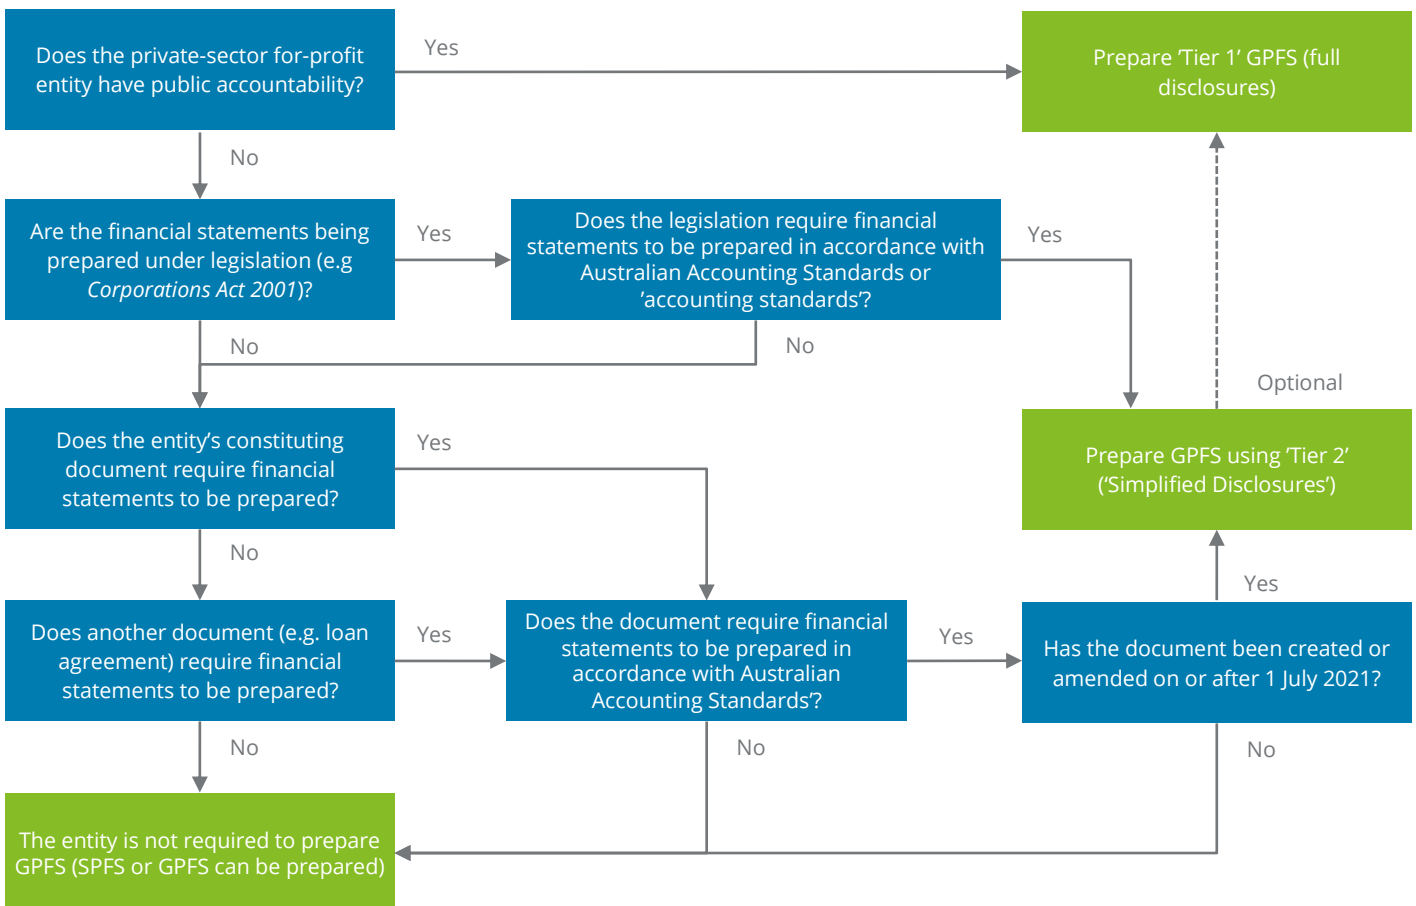 Does the private-sector for-profit
entity have public accountability?
Yes
Prepare ’Tier 1’ GPFS (full
disclosures)
No
Are the financial statements being
prepared under legislation (e.g
Corporations Act 2001)?
Yes
Does the legislation require financial
statements to be prepared in accordance with
Australian Accounting Standards or
’accounting standards’?
Yes
No
No
Optional
Does the entity’s constituting
document require financial
statements to be prepared?
Yes
Prepare GPFS using ’Tier 2’
(‘Simplified Disclosures’)
No
Yes
Does another document (e.g. loan
agreement) require financial
statements to be prepared?
Yes
Does the document require financial
statements to be prepared in
accordance with Australian
Accounting Standards’?
Yes
Has the document been created or
amended on or after 1 July 2021?
No
No
No
The entity is not required to prepare
GPFS (SPFS or GPFS can be prepared)